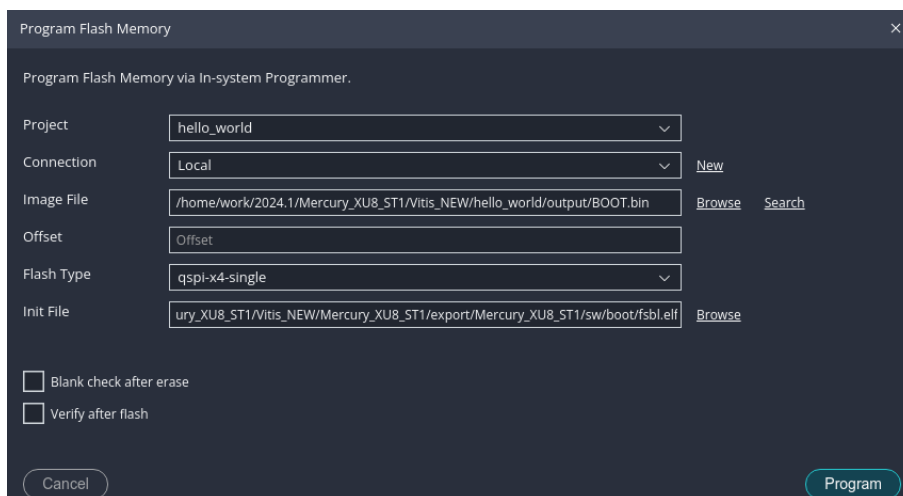 Program Flash Memory ×
Program Flash Memory via In-system Programmer.
Project hello_world
Connection Local New
Image File /home/work/2024.1/Mercury_XU8_ST1/Vitis_NEW/hello_world/output/BOOT.bin Browse Search
Offset Offset
Flash Type qspi-x4-single
Init File ury_XU8_ST1/Vitis_NEW/Mercury_XU8_ST1/export/Mercury_XU8_ST1/sw/boot/fsbl.elf Browse
Blank check after erase
Verify after flash
Cancel Program